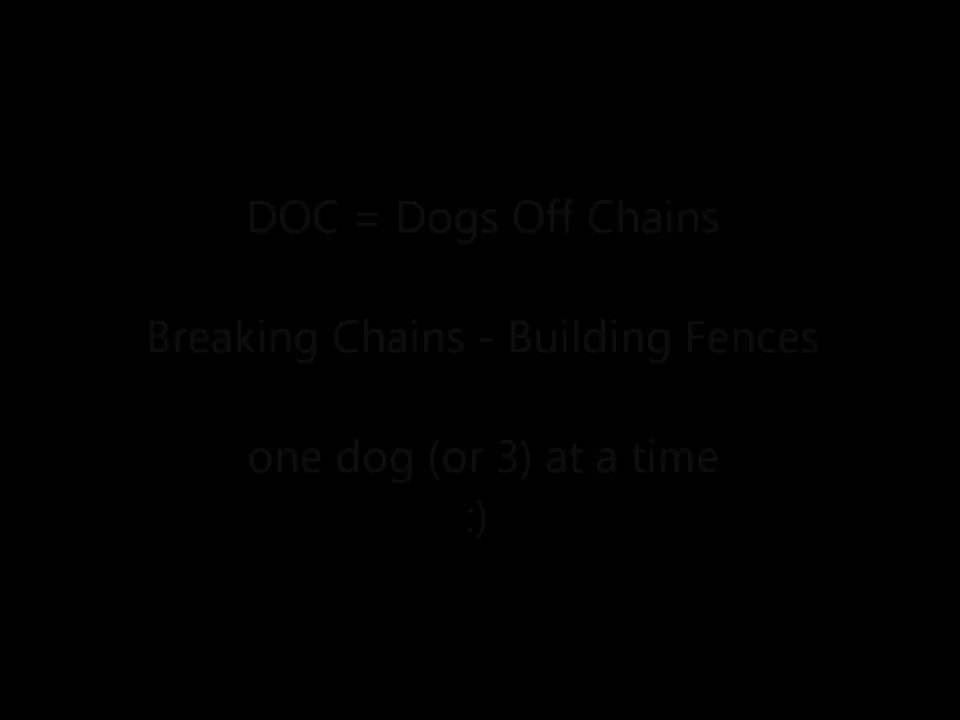 DOC = Dogs Off Chains
Breaking Chains - Building Fences
one dog (or 3) at a time
:)